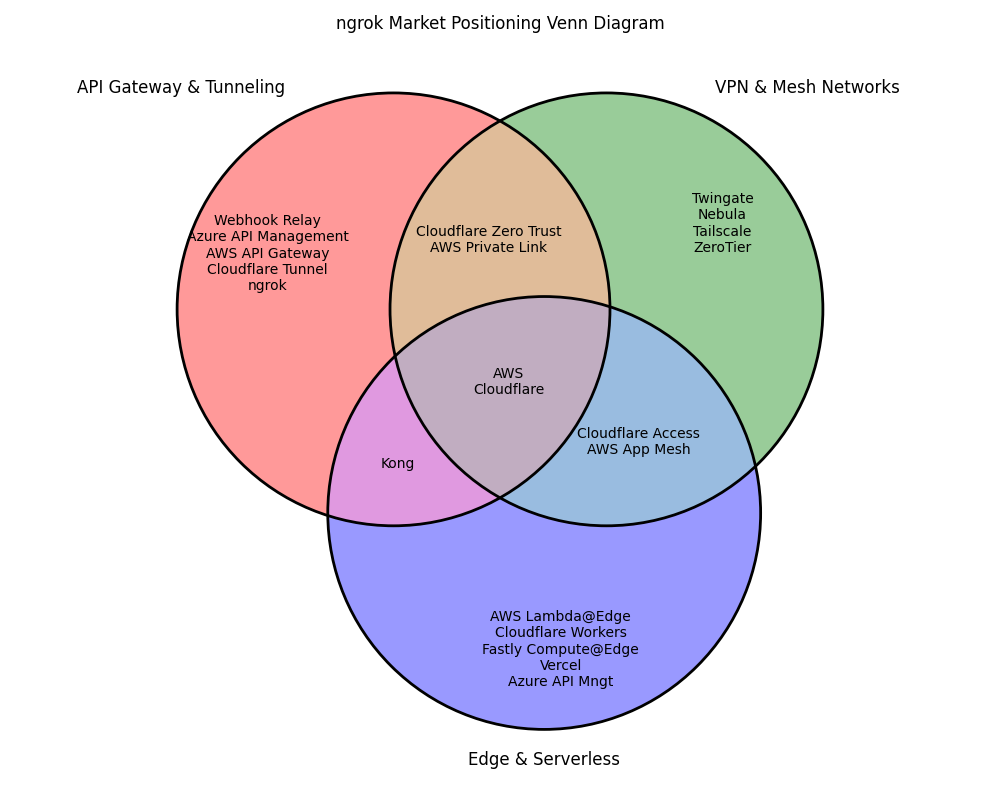 ngrok Market Positioning Venn Diagram
API Gateway & Tunneling
VPN & Mesh Networks
Webhook Relay
Azure API Management
AWS API Gateway
Cloudflare Tunnel
ngrok
Cloudflare Zero Trust
AWS Private Link
Twingate
Nebula
Tailscale
ZeroTier
AWS
Cloudflare
Kong
Cloudflare Access
AWS App Mesh
AWS Lambda@Edge
Cloudflare Workers
Fastly Compute@Edge
Vercel
Azure API Mngt
Edge & Serverless